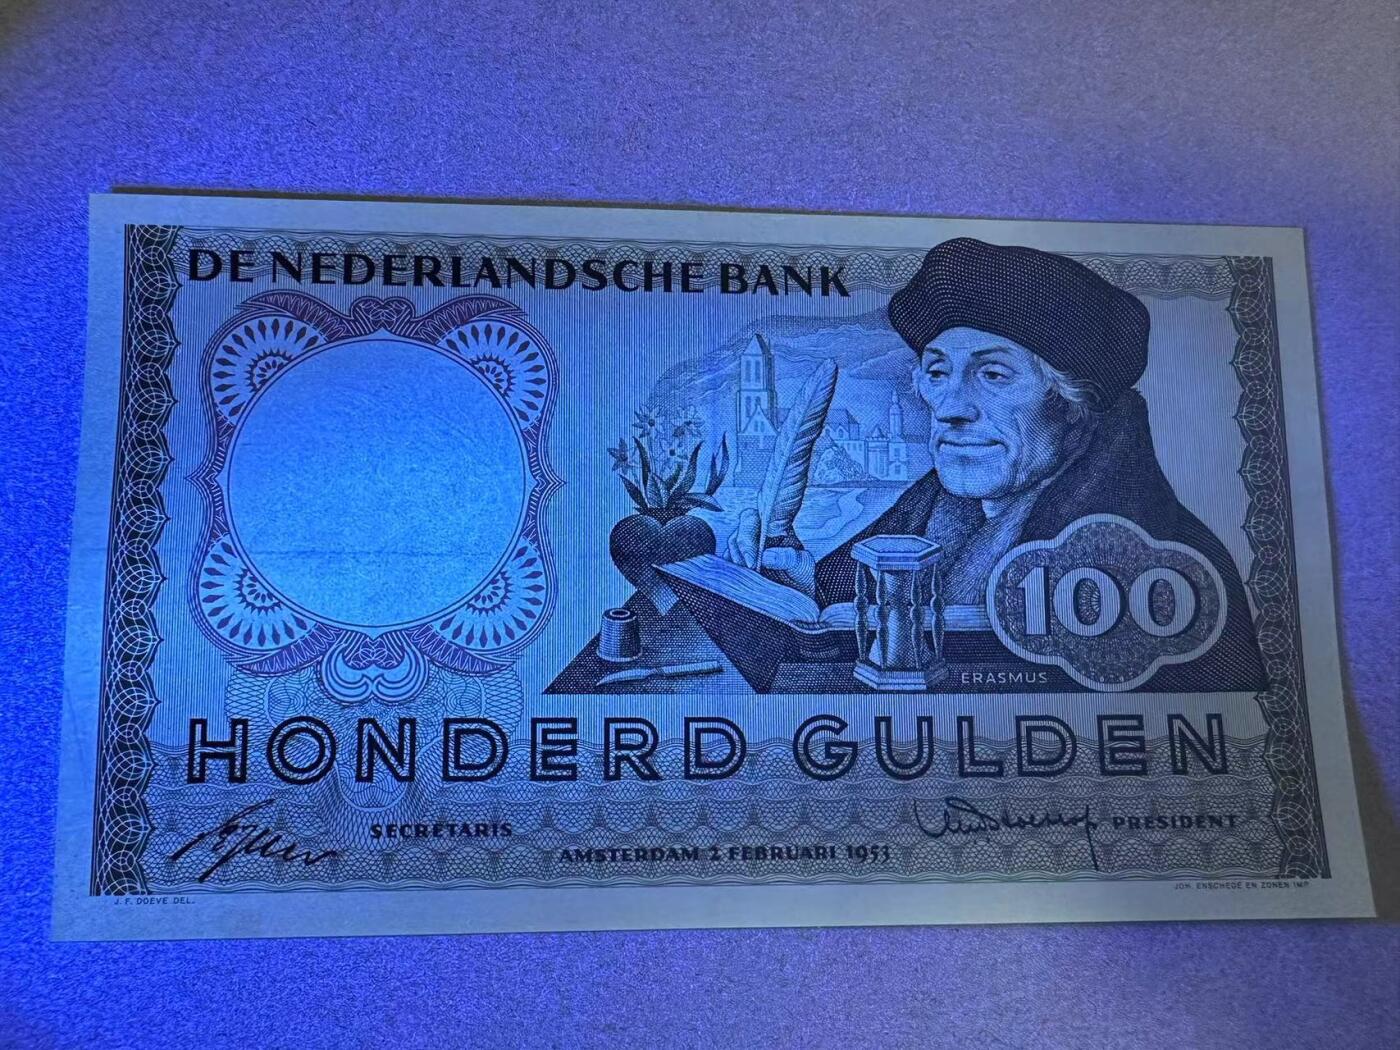 DE NEDERLANDSCHE BANK
100
ERASMUS
HONDERD GULDEN
SECRETARIS
PRESIDENT
AMSTERDAM 2 FEBRUARI 1953
J. F. DOEVE DEL.
JOH. ENSCHEDÉ EN ZONEN IMP.